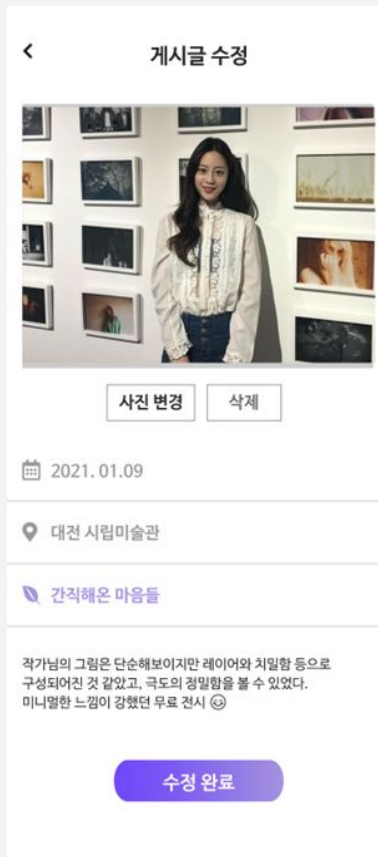 게시글 수정
사진 변경
삭제
2021. 01.09
대전 시립미술관
간직해온 마음들
작가님의 그림은 단순해보이지만 레이어와 치밀함 등으로
구성되어진 것 같았고, 극도의 정밀함을 볼 수 있었다.
미니멀한 느낌이 강했던 무료 전시 ☺
수정 완료